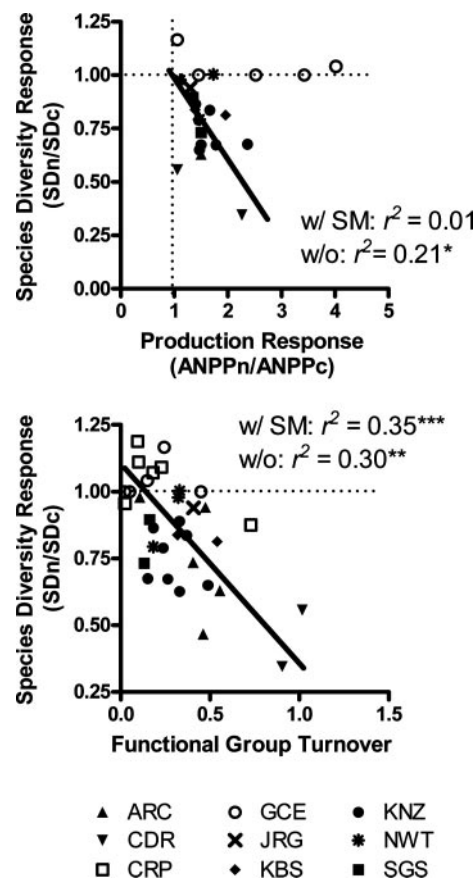 Species Diversity Response
(SDn/SDc)
1.25
1.00
0.75
0.50
0.25
0.00
w/ SM: r² = 0.01
w/o: r² = 0.21*
0 1 2 3 4 5
Production Response
(ANPPn/ANPPc)
Species Diversity Response
(SDn/SDc)
1.25
1.00
0.75
0.50
0.25
w/ SM: r² = 0.35***
w/o: r² = 0.30**
0.0 0.5 1.0 1.5
Functional Group Turnover
ARC GCE KNZ
CDR JRG NWT
CRP KBS SGS